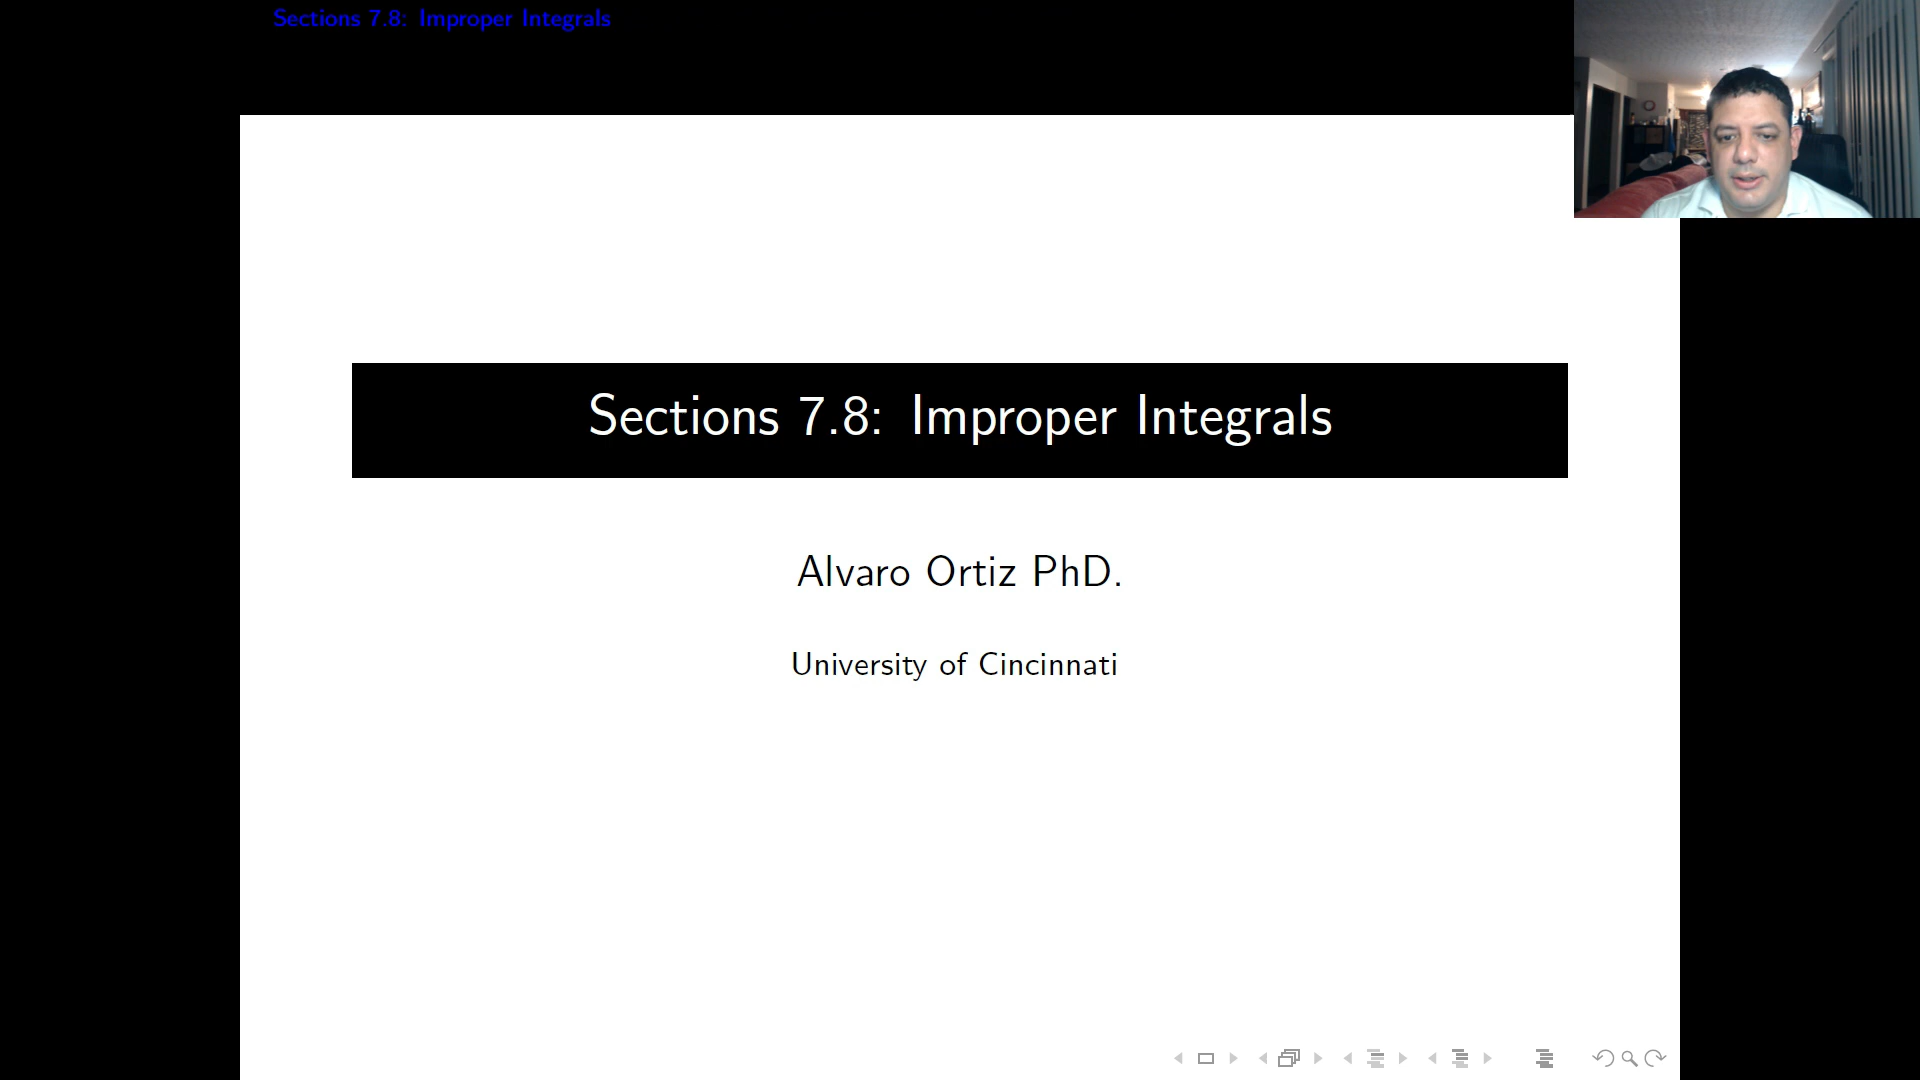 Sections 7.8: Improper Integrals
Sections 7.8: Improper Integrals
Alvaro Ortiz PhD.
University of Cincinnati